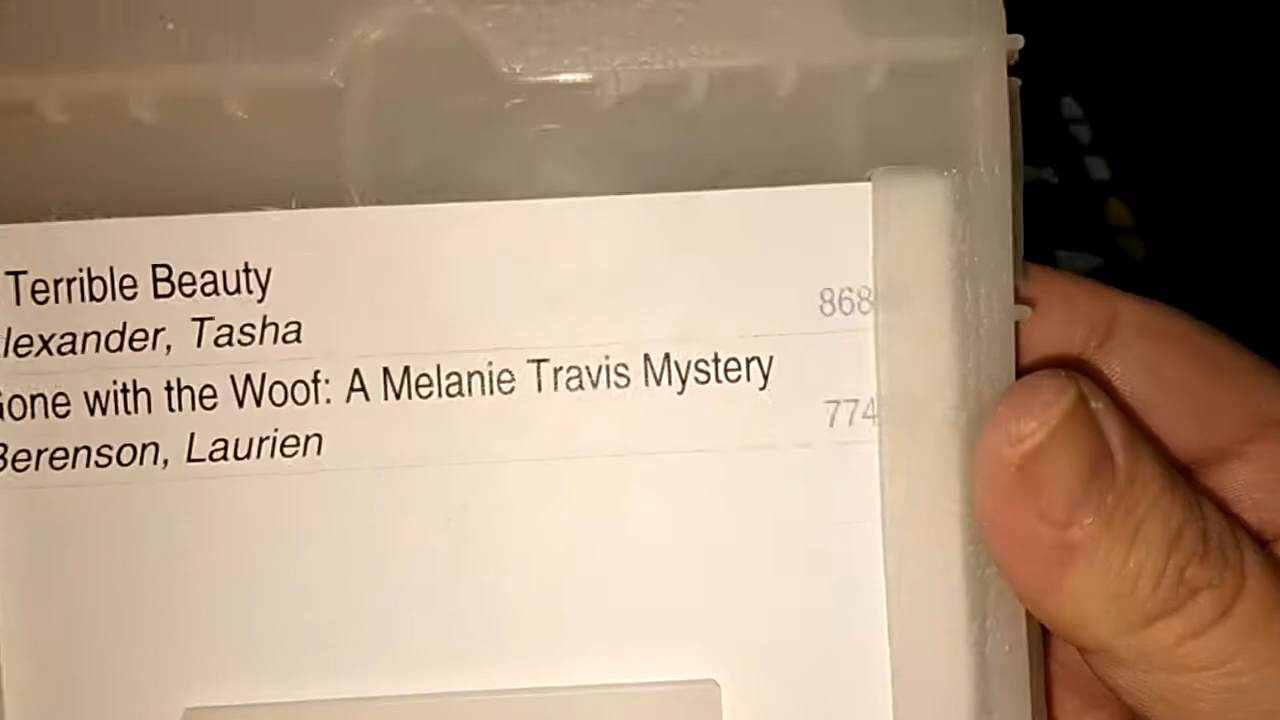 Terrible Beauty
868
lexander, Tasha
Gone with the Woof: A Melanie Travis Mystery
774
Berenson, Laurien